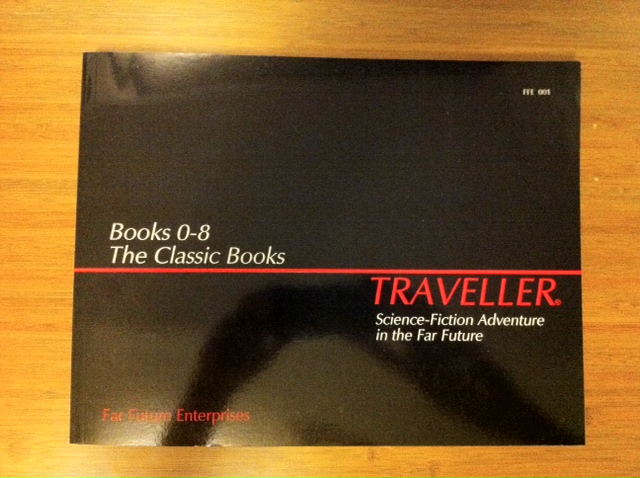 FFE 001
Books 0-8
The Classic Books
TRAVELLER®
Science-Fiction Adventure
in the Far Future
Far Future Enterprises